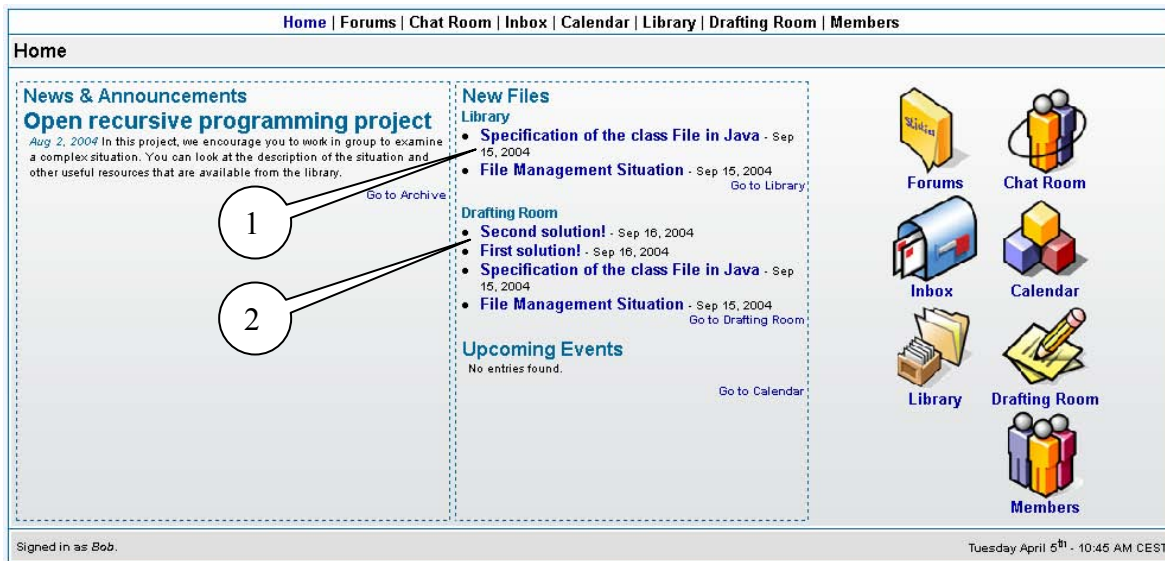 Home | Forums | Chat Room | Inbox | Calendar | Library | Drafting Room | Members
Home
News & Announcements
Open recursive programming project
Aug 2, 2004 In this project, we encourage you to work in group to examine
a complex situation. You can look at the description of the situation and
other useful resources that are available from the library.
Go to Archive
1
2
New Files
Library
• Specification of the class File in Java - Sep
15, 2004
• File Management Situation - Sep 15, 2004
Go to Library
Drafting Room
• Second solution! - Sep 16, 2004
• First solution! - Sep 16, 2004
• Specification of the class File in Java - Sep
15, 2004
• File Management Situation - Sep 15, 2004
Go to Drafting Room
Upcoming Events
No entries found.
Go to Calendar
Forums
Chat Room
Inbox
Calendar
Library
Drafting Room
Members
Signed in as Bob.
Tuesday April 5th - 10:45 AM CEST